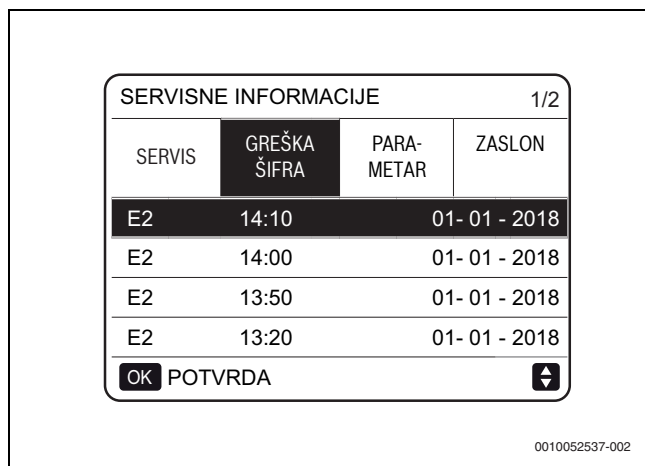 SERVISNE INFORMACIJE 1/2
SERVIS GREŠKA ŠIFRA PARA-METAR ZASLON
E2 14:10 01- 01 - 2018
E2 14:00 01- 01 - 2018
E2 13:50 01- 01 - 2018
E2 13:20 01- 01 - 2018
OK POTVRDA
0010052537-002